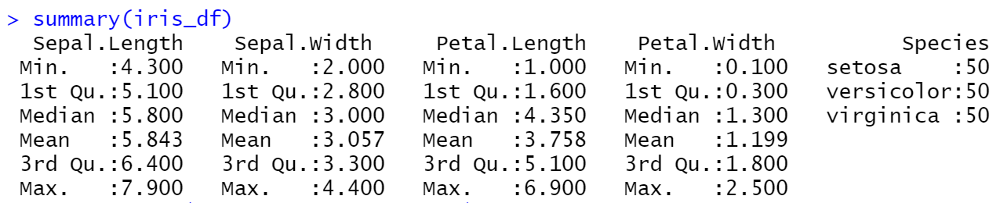 > summary(iris_df)
  Sepal.Length    Sepal.Width     Petal.Length    Petal.Width          Species
 Min.   :4.300   Min.   :2.000   Min.   :1.000   Min.   :0.100   setosa    :50
 1st Qu.:5.100   1st Qu.:2.800   1st Qu.:1.600   1st Qu.:0.300   versicolor:50
 Median :5.800   Median :3.000   Median :4.350   Median :1.300   virginica :50
 Mean   :5.843   Mean   :3.057   Mean   :3.758   Mean   :1.199
 3rd Qu.:6.400   3rd Qu.:3.300   3rd Qu.:5.100   3rd Qu.:1.800
 Max.   :7.900   Max.   :4.400   Max.   :6.900   Max.   :2.500